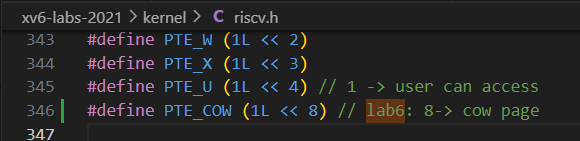 xv6-labs-2021 > kernel > C riscv.h
343 #define PTE_W (1L << 2)
344 #define PTE_X (1L << 3)
345 #define PTE_U (1L << 4) // 1 -> user can access
346 #define PTE_COW (1L << 8) // lab6: 8-> cow page
347